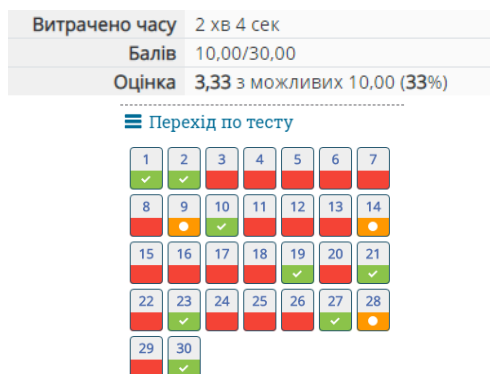 Витрачено часу 2 хв 4 сек
Балів 10,00/30,00
Оцінка 3,33 з можливих 10,00 (33%)
Перехід по тесту
1 2 3 4 5 6 7
8 9 10 11 12 13 14
15 16 17 18 19 20 21
22 23 24 25 26 27 28
29 30